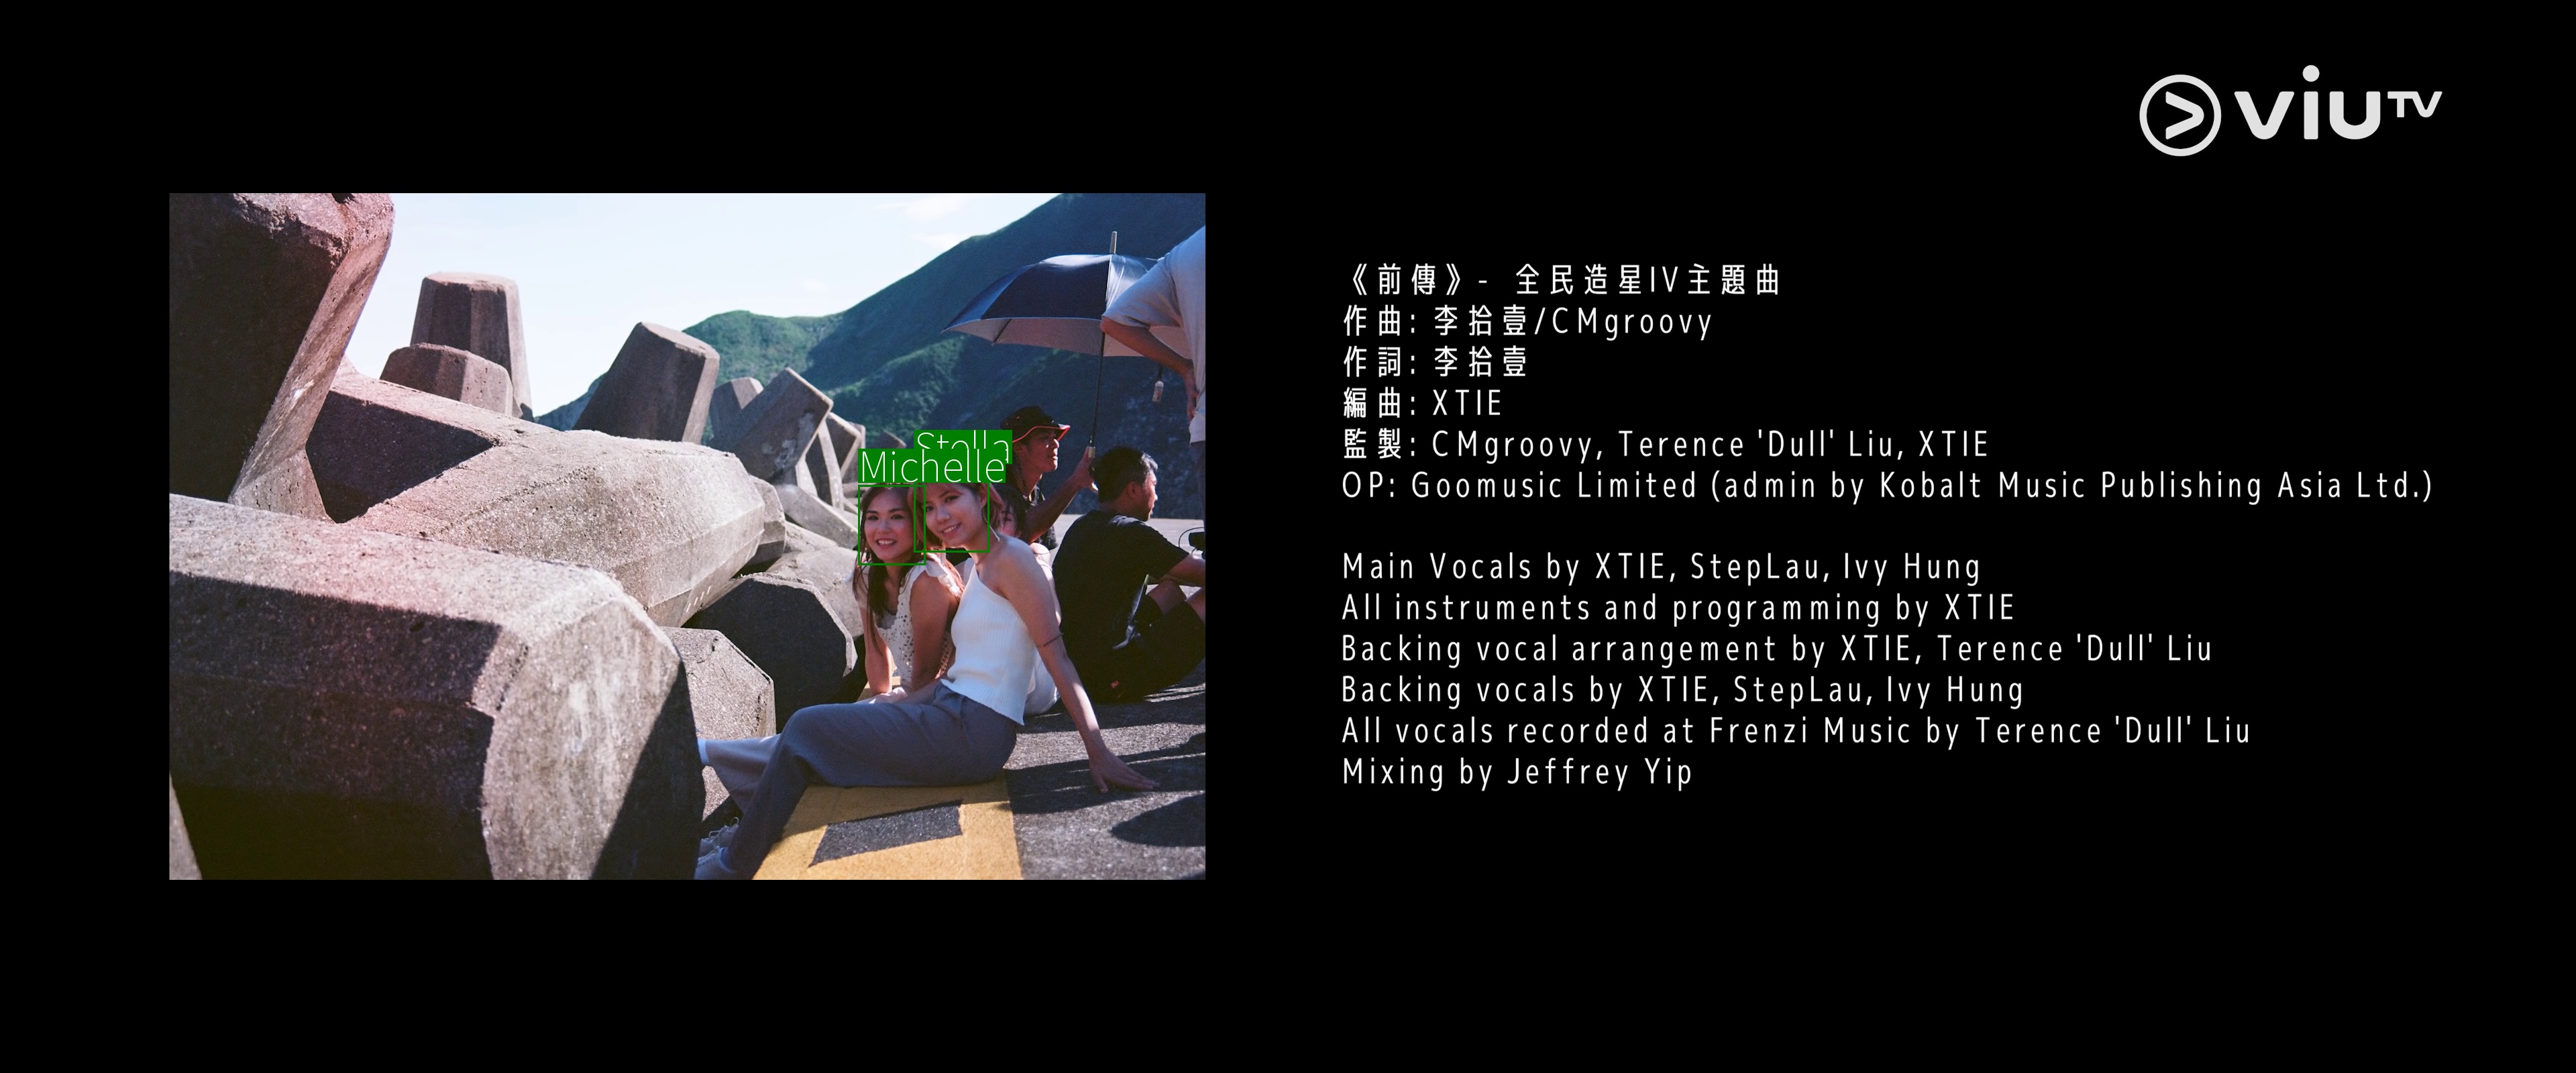 viuTV
Stella
Michelle
《前傳》- 全民造星IV主題曲
作曲: 李拾壹/CMgroovy
作詞: 李拾壹
編曲: XTIE
監製: CMgroovy, Terence 'Dull' Liu, XTIE
OP: Goomusic Limited (admin by Kobalt Music Publishing Asia Ltd.)
Main Vocals by XTIE, StepLau, Ivy Hung
All instruments and programming by XTIE
Backing vocal arrangement by XTIE, Terence 'Dull' Liu
Backing vocals by XTIE, StepLau, Ivy Hung
All vocals recorded at Frenzi Music by Terence 'Dull' Liu
Mixing by Jeffrey Yip